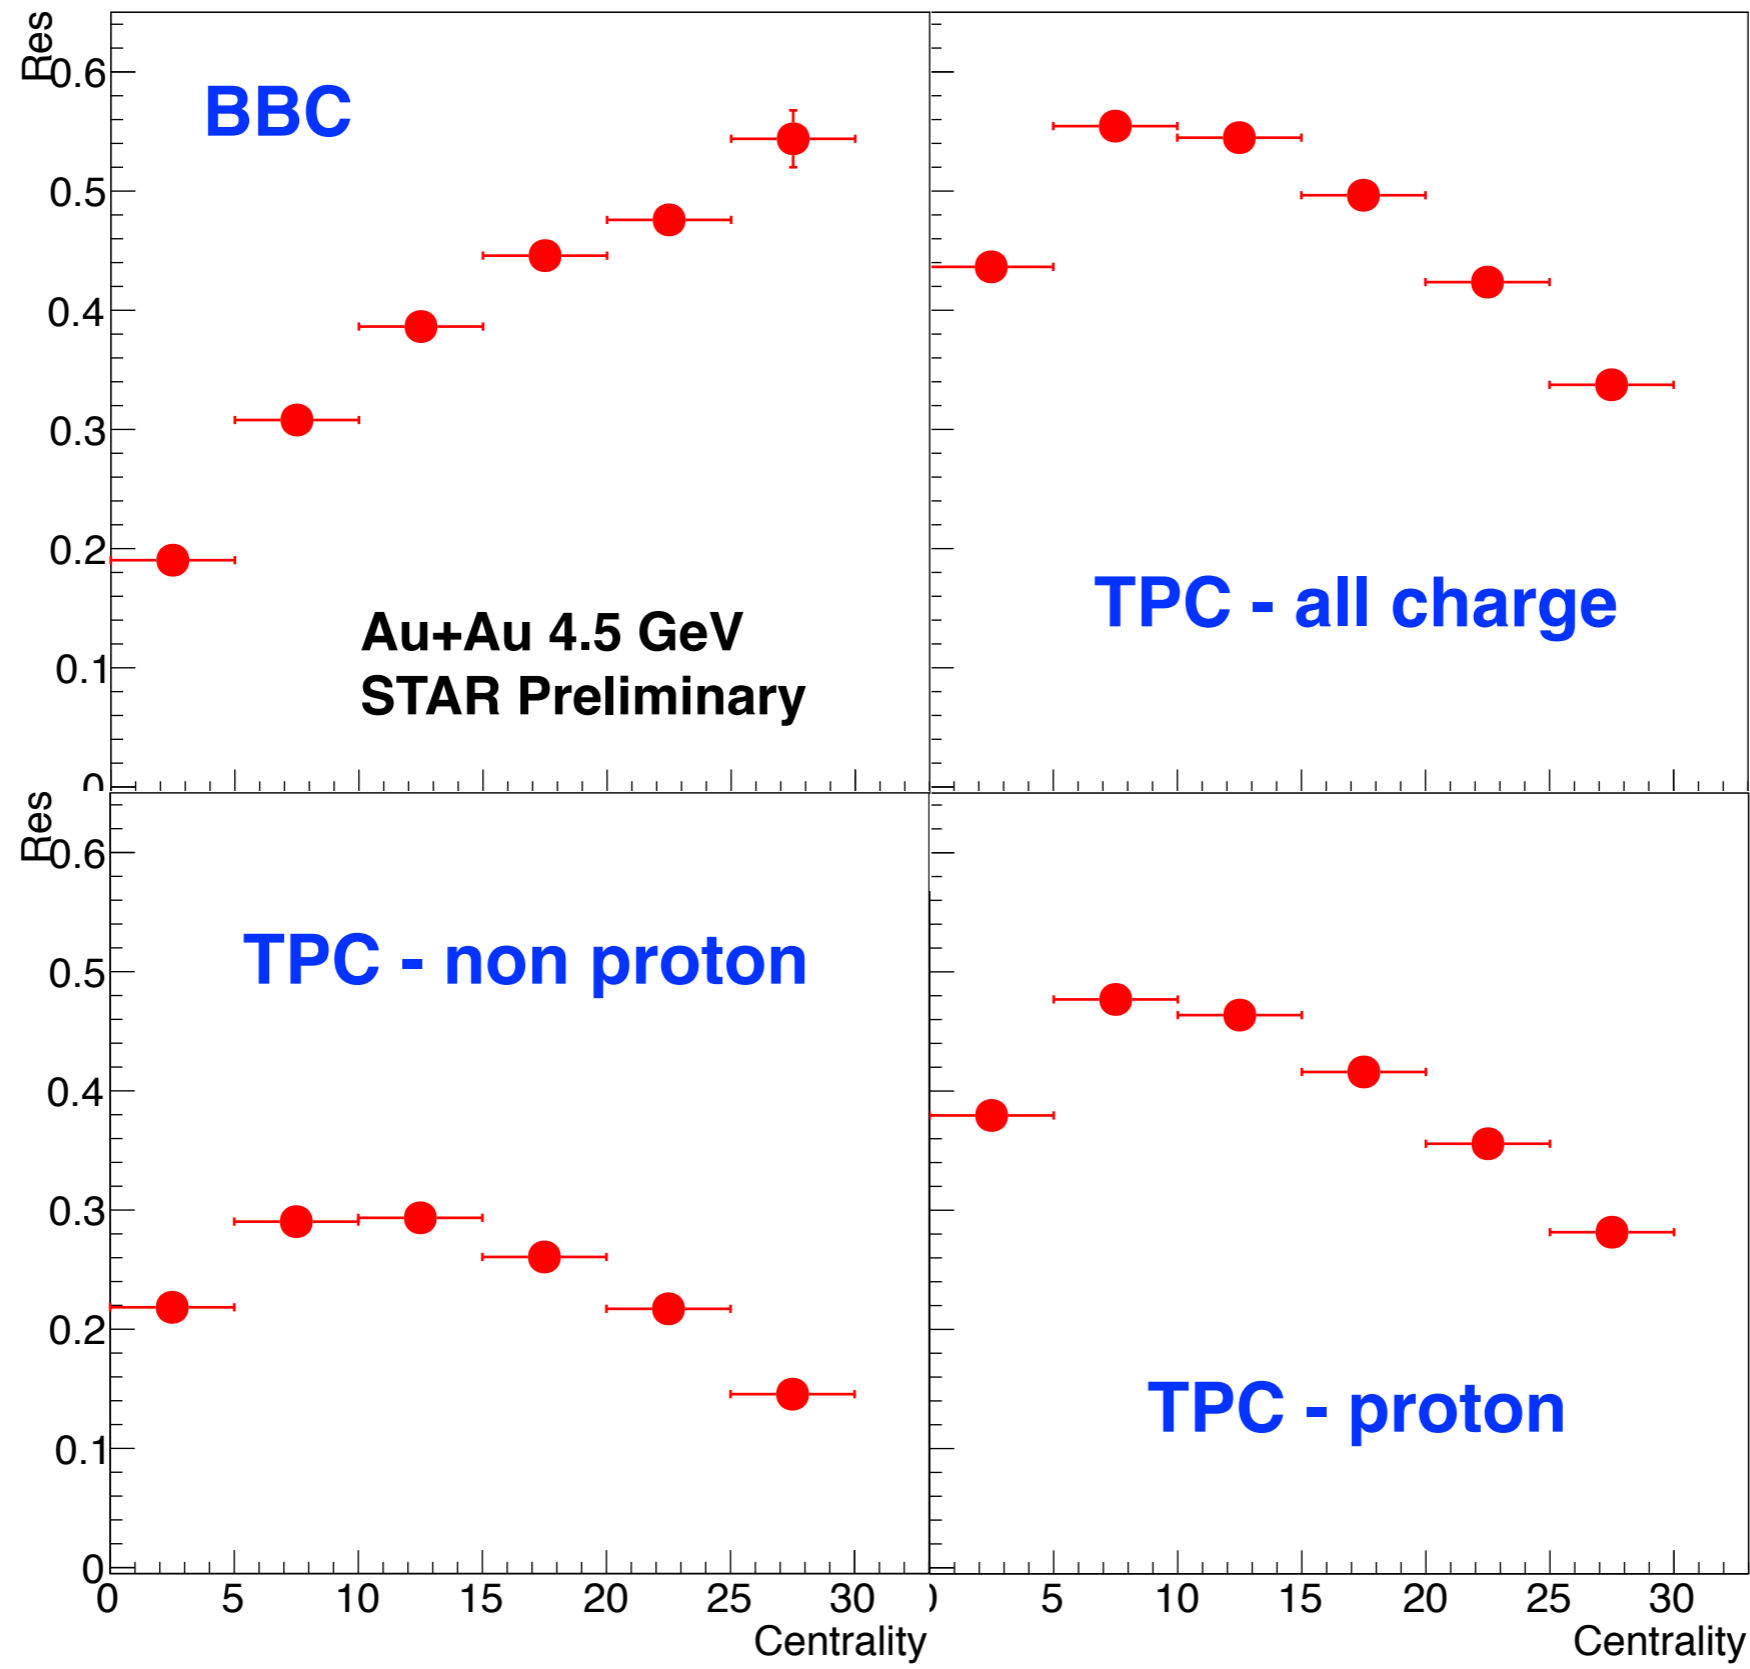 Res
0.6
0.5
0.4
0.3
0.2
0.1
0
BBC
Au+Au 4.5 GeV
STAR Preliminary
TPC - all charge
Res
0.6
0.5
0.4
0.3
0.2
0.1
0
TPC - non proton
TPC - proton
0 5 10 15 20 25 30
Centrality
5 10 15 20 25 30
Centrality